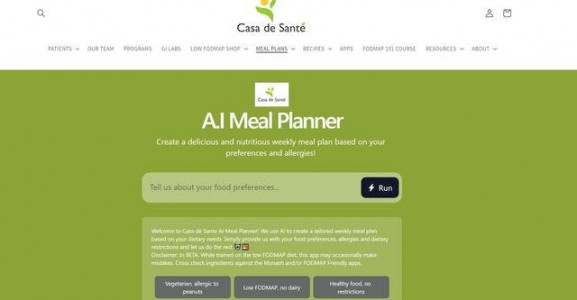 Casa de Santé
PATIENTS OUR TEAM PROGRAMS GI LABS LOW FODMAP SHOP MEAL PLANS RECIPES APPS FODMAP 101 COURSE RESOURCES ABOUT
Casa de Santé
A.I Meal Planner
Create a delicious and nutritious weekly meal plan based on your
preferences and allergies!
Tell us about your food preferences... Run
Welcome to Casa de Sante AI Meal Planner! We use AI to create a tailored weekly meal plan
based on your dietary needs. Simply provide us with your food preferences, allergies and dietary
restrictions and let us do the rest!
Disclaimer: In BETA. While trained on the low FODMAP diet, this app may occasionally make
mistakes. Cross check ingredients against the Monash and/or FODMAP Friendly apps.
Vegetarian, allergic to
peanuts
Low FODMAP, no dairy
Healthy food, no
restrictions